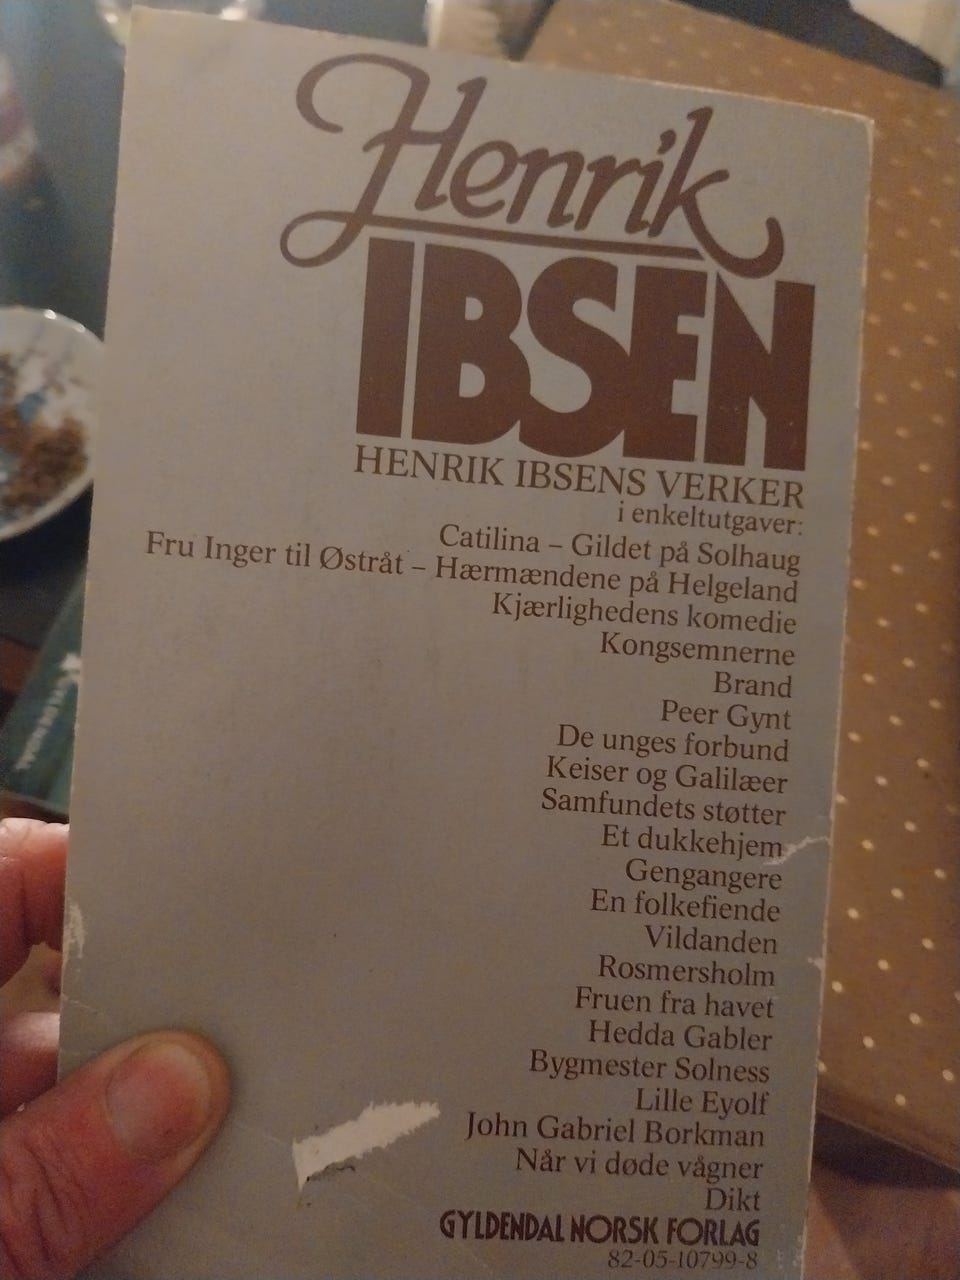 Henrik
IBSEN
HENRIK IBSENS VERKER
i enkeltutgaver:
Catilina – Gildet på Solhaug
Fru Inger til Østråt – Hærmændene på Helgeland
Kjærlighedens komedie
Kongsemnerne
Brand
Peer Gynt
De unges forbund
Keiser og Galilæer
Samfundets støtter
Et dukkehjem
Gengangere
En folkefiende
Vildanden
Rosmersholm
Fruen fra havet
Hedda Gabler
Bygmester Solness
Lille Eyolf
John Gabriel Borkman
Når vi døde vågner
Dikt
GYLDENDAL NORSK FORLAG
82-05-10799-8